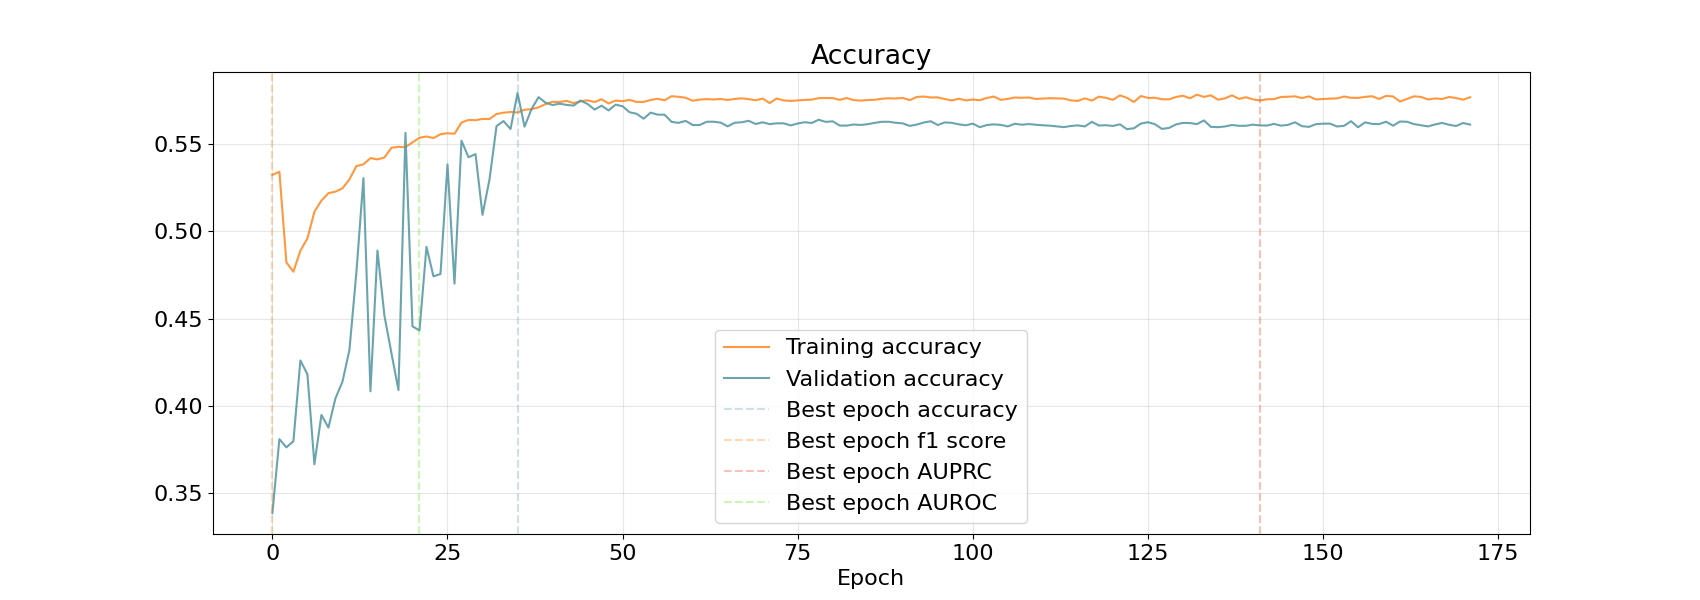 Accuracy
0.55
0.50
0.45
0.40
0.35
Training accuracy
Validation accuracy
Best epoch accuracy
Best epoch f1 score
Best epoch AUPRC
Best epoch AUROC
0 25 50 75 100 125 150 175
Epoch